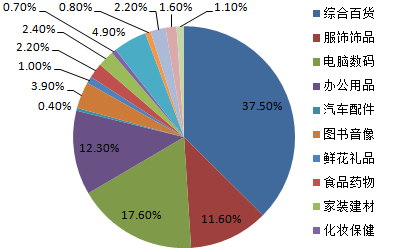 0.70%
0.80%
2.20%
1.60%
1.10%
2.40%
4.90%
2.20%
1.00%
3.90%
0.40%
12.30%
17.60%
11.60%
37.50%
综合百货
服饰饰品
电脑数码
办公用品
汽车配件
图书音像
鲜花礼品
食品药物
家装建材
化妆保健